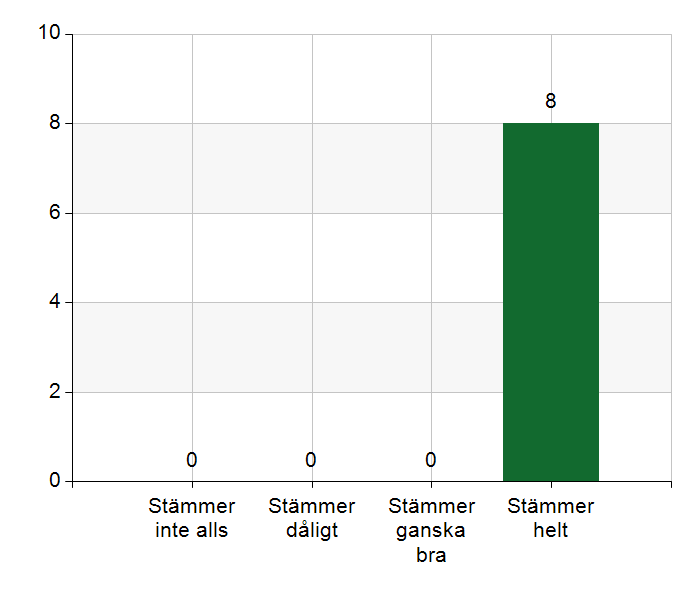 10
8
8
6
4
2
0
0
0
0
Stämmer
inte alls
Stämmer
dåligt
Stämmer
ganska
bra
Stämmer
helt